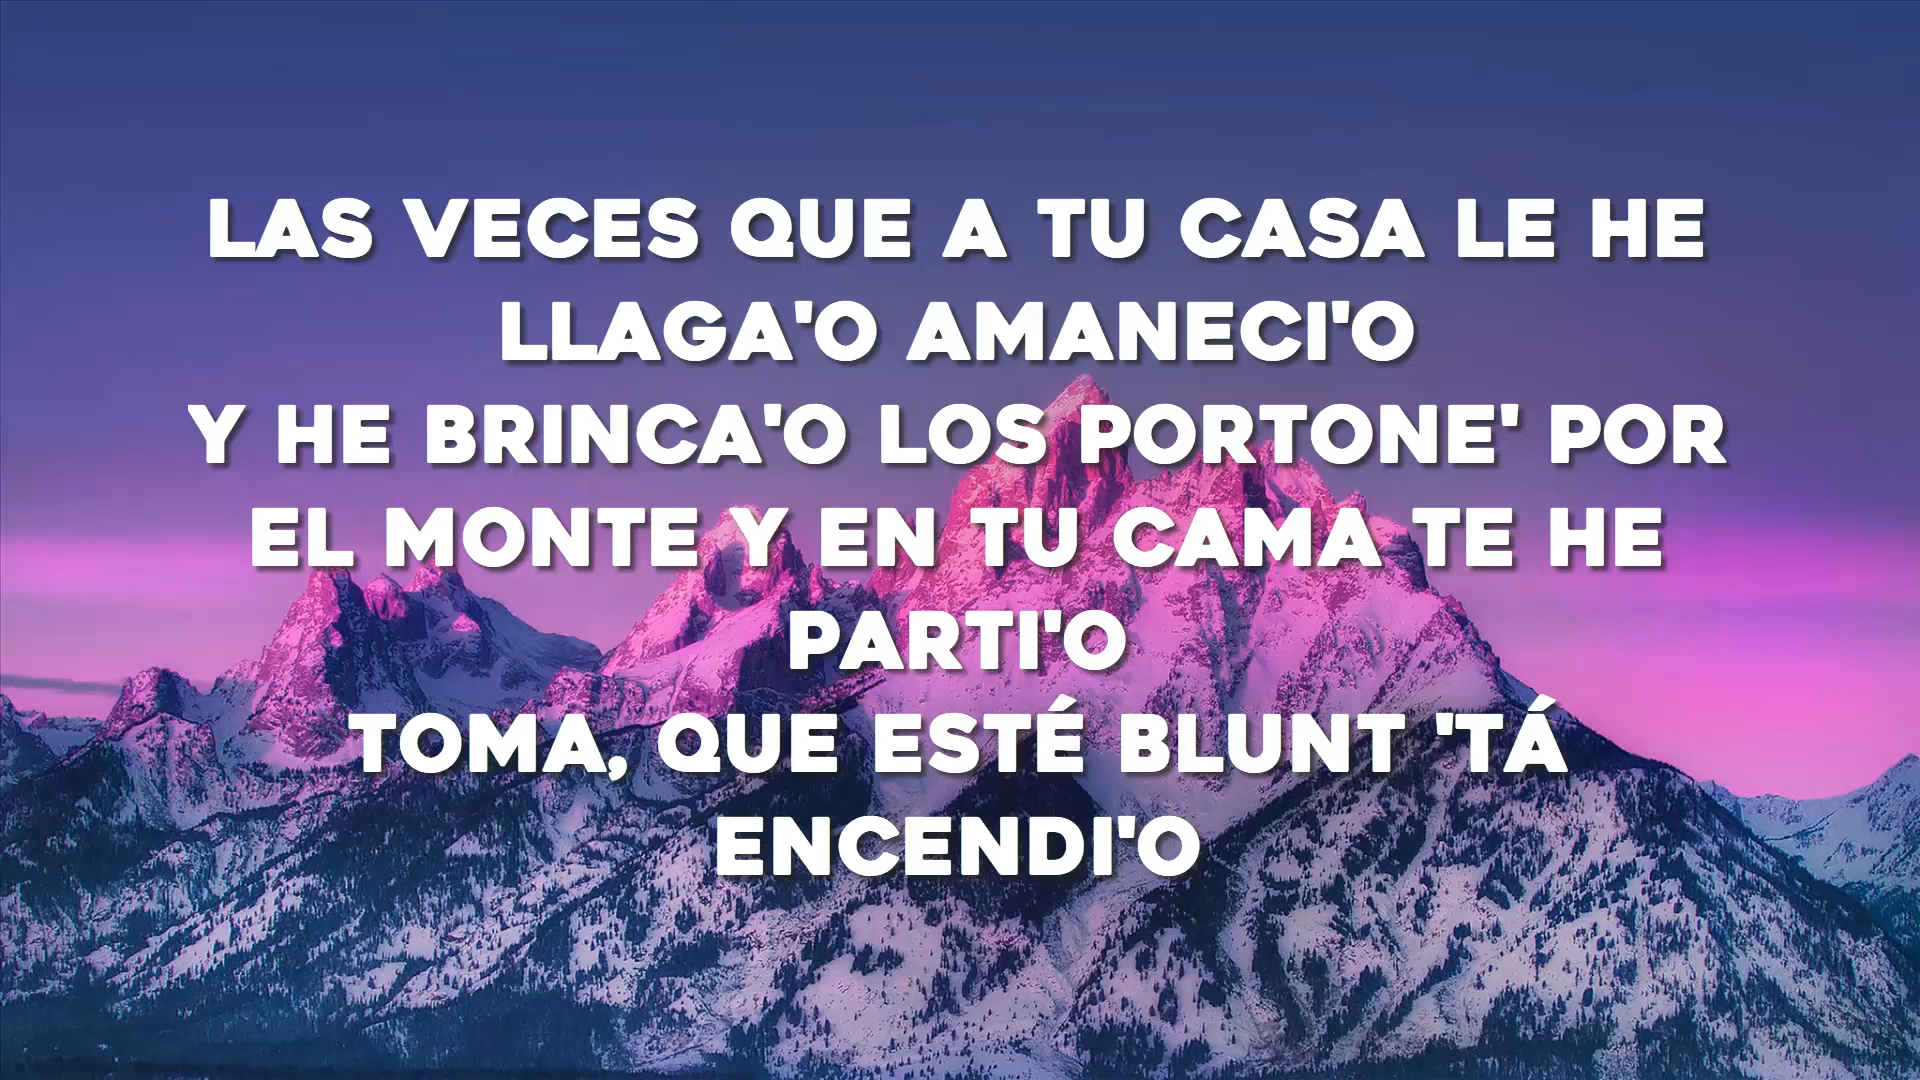 LAS VECES QUE A TU CASA LE HE
LLAGA'O AMANECI'O
Y HE BRINCA'O LOS PORTONE' POR
EL MONTE Y EN TU CAMA TE HE
PARTI'O
TOMA, QUE ESTÉ BLUNT 'TÁ
ENCENDI'O